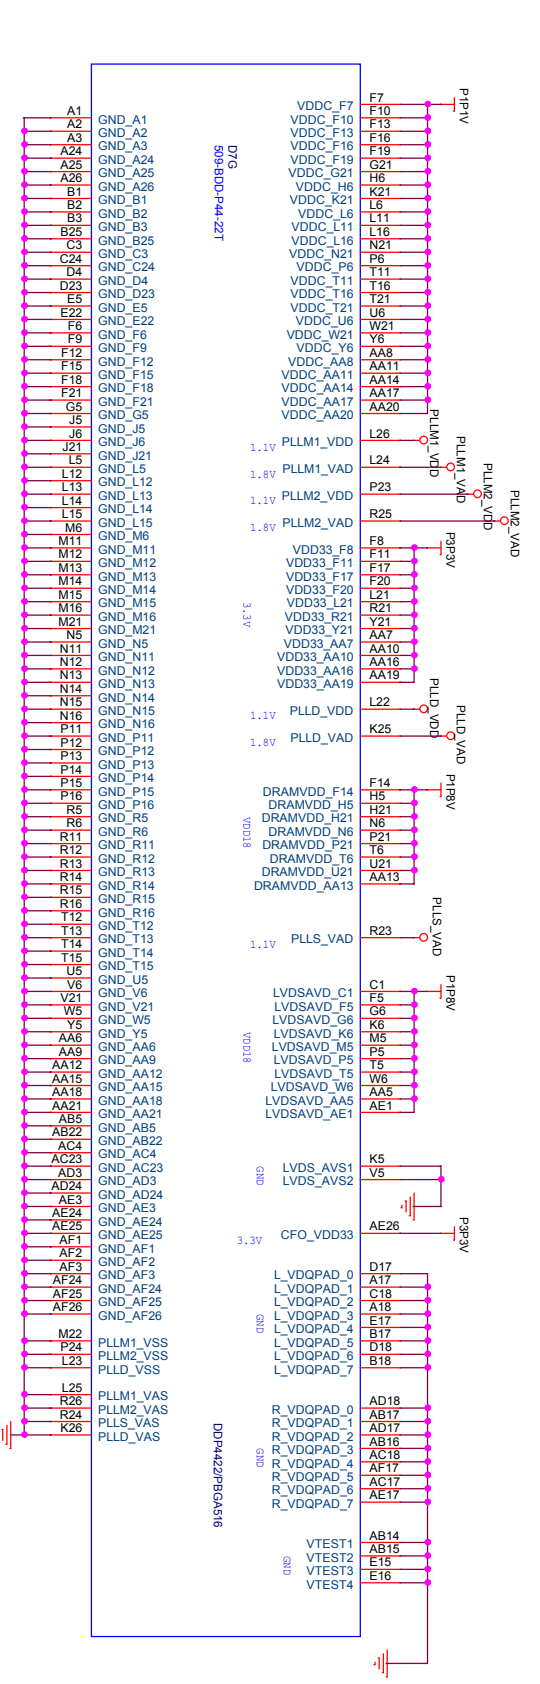 D7G
509-BDD-P44-22T
A1 GND_A1
A2 GND_A2
A3 GND_A3
A24 GND_A24
A25 GND_A25
A26 GND_A26
B1 GND_B1
B2 GND_B2
B3 GND_B3
B25 GND_B25
C3 GND_C3
C24 GND_C24
D4 GND_D4
D23 GND_D23
E5 GND_E5
E22 GND_E22
F6 GND_F6
F9 GND_F9
F12 GND_F12
F15 GND_F15
F18 GND_F18
F21 GND_F21
G5 GND_G5
J5 GND_J5
J6 GND_J6
J21 GND_J21
L5 GND_L5
L12 GND_L12
L13 GND_L13
L14 GND_L14
L15 GND_L15
M6 GND_M6
M11 GND_M11
M12 GND_M12
M13 GND_M13
M14 GND_M14
M15 GND_M15
M16 GND_M16
M21 GND_M21
N5 GND_N5
N11 GND_N11
N12 GND_N12
N13 GND_N13
N14 GND_N14
N15 GND_N15
N16 GND_N16
P11 GND_P11
P12 GND_P12
P13 GND_P13
P14 GND_P14
P15 GND_P15
P16 GND_P16
R5 GND_R5
R6 GND_R6
R11 GND_R11
R12 GND_R12
R13 GND_R13
R14 GND_R14
R15 GND_R15
R16 GND_R16
T12 GND_T12
T13 GND_T13
T14 GND_T14
T15 GND_T15
U5 GND_U5
V6 GND_V6
V21 GND_V21
W5 GND_W5
Y5 GND_Y5
AA6 GND_AA6
AA9 GND_AA9
AA12 GND_AA12
AA15 GND_AA15
AA18 GND_AA18
AA21 GND_AA21
AB5 GND_AB5
AB22 GND_AB22
AC4 GND_AC4
AC23 GND_AC23
AD3 GND_AD3
AD24 GND_AD24
AE3 GND_AE3
AE24 GND_AE24
AE25 GND_AE25
AF1 GND_AF1
AF2 GND_AF2
AF3 GND_AF3
AF24 GND_AF24
AF25 GND_AF25
AF26 GND_AF26
M22 PLLM1_VSS
P24 PLLM2_VSS
L23 PLLD_VSS
L25 PLLM1_VAS
R26 PLLM2_VAS
R24 PLLS_VAS
K26 PLLD_VAS
VDDC_F7 F7
P1P1V
VDDC_F10 F10
VDDC_F13 F13
VDDC_F16 F16
VDDC_F19 F19
VDDC_G21 G21
VDDC_H6 H6
VDDC_K21 K21
VDDC_L6 L6
VDDC_L11 L11
VDDC_L16 L16
VDDC_N21 N21
VDDC_P6 P6
VDDC_T11 T11
VDDC_T16 T16
VDDC_T21 T21
VDDC_U6 U6
VDDC_W21 W21
VDDC_Y6 Y6
VDDC_AA8 AA8
VDDC_AA11 AA11
VDDC_AA14 AA14
VDDC_AA17 AA17
VDDC_AA20 AA20
1.1V PLLM1_VDD L26 PLLM1_VDD
1.8V PLLM1_VAD L24 PLLM1_VAD
1.1V PLLM2_VDD P23 PLLM2_VDD
1.8V PLLM2_VAD R25 PLLM2_VAD
VDD33_F8 F8
P3P3V
VDD33_F11 F11
VDD33_F17 F17
VDD33_F20 F20
VDD33_L21 L21
VDD33_R21 R21
3.3V
VDD33_Y21 Y21
VDD33_AA7 AA7
VDD33_AA10 AA10
VDD33_AA16 AA16
VDD33_AA19 AA19
1.1V PLLD_VDD L22 PLLD_VDD
1.8V PLLD_VAD K25 PLLD_VAD
DRAMVDD_F14 F14
P1P8V
DRAMVDD_H5 H5
DRAMVDD_H21 H21
DRAMVDD_N6 N6
VDD18
DRAMVDD_P21 P21
DRAMVDD_T6 T6
DRAMVDD_U21 U21
DRAMVDD_AA13 AA13
1.1V PLLS_VAD R23 PLLS_VAD
LVDSAVD_C1 C1
P1P8V
LVDSAVD_F5 F5
LVDSAVD_G6 G6
LVDSAVD_K6 K6
LVDSAVD_M5 M5
VDD18
LVDSAVD_P5 P5
LVDSAVD_T5 T5
LVDSAVD_W6 W6
LVDSAVD_AA5 AA5
LVDSAVD_AE1 AE1
LVDS_AVS1 K5
GND
LVDS_AVS2 V5
3.3V CFO_VDD33 AE26 P3P3V
L_VDQPAD_0 D17
L_VDQPAD_1 A17
L_VDQPAD_2 C18
L_VDQPAD_3 A18
GND
L_VDQPAD_4 E17
L_VDQPAD_5 B17
L_VDQPAD_6 D18
L_VDQPAD_7 B18
R_VDQPAD_0 AD18
R_VDQPAD_1 AB17
R_VDQPAD_2 AD17
R_VDQPAD_3 AB16
GND
R_VDQPAD_4 AC18
R_VDQPAD_5 AF17
R_VDQPAD_6 AC17
R_VDQPAD_7 AE17
VTEST1 AB14
VTEST2 AB15
GND
VTEST3 E15
VTEST4 E16
DDP4422/PBGA516